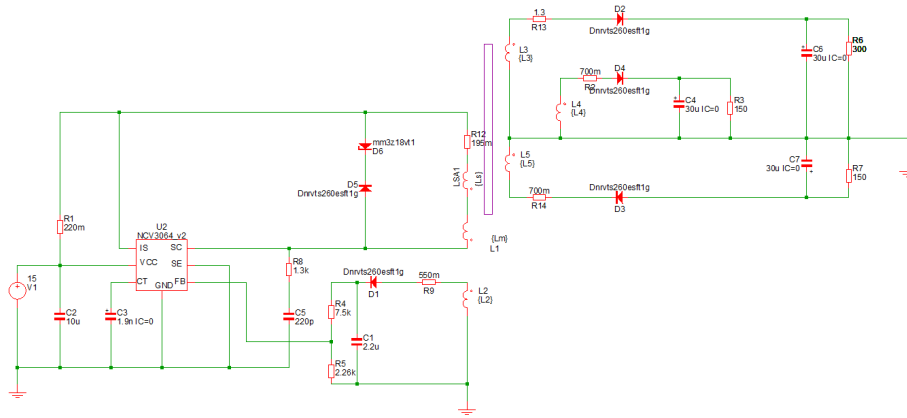 1.3
R13
D2
Dnrvts260esft1g
L3
{L3}
C6
30u IC=0
R6
300
700m
R2
D4
Dnrvts260esft1g
L4
{L4}
C4
30u IC=0
R3
150
R12
195m
mm3z18vt1
D6
LSA1
{Ls}
D5
Dnrvts260esft1g
L5
{L5}
C7
30u IC=0
R7
150
700m
R14
Dnrvts260esft1g
D3
R1
220m
U2
NCV3064_v2
IS
SC
VCC
SE
CT
FB
GND
{Lm}
L1
R8
1.3k
15
V1
C2
10u
C3
1.9n IC=0
C5
220p
Dnrvts260esft1g
D1
550m
R9
L2
{L2}
R4
7.5k
C1
2.2u
R5
2.26k